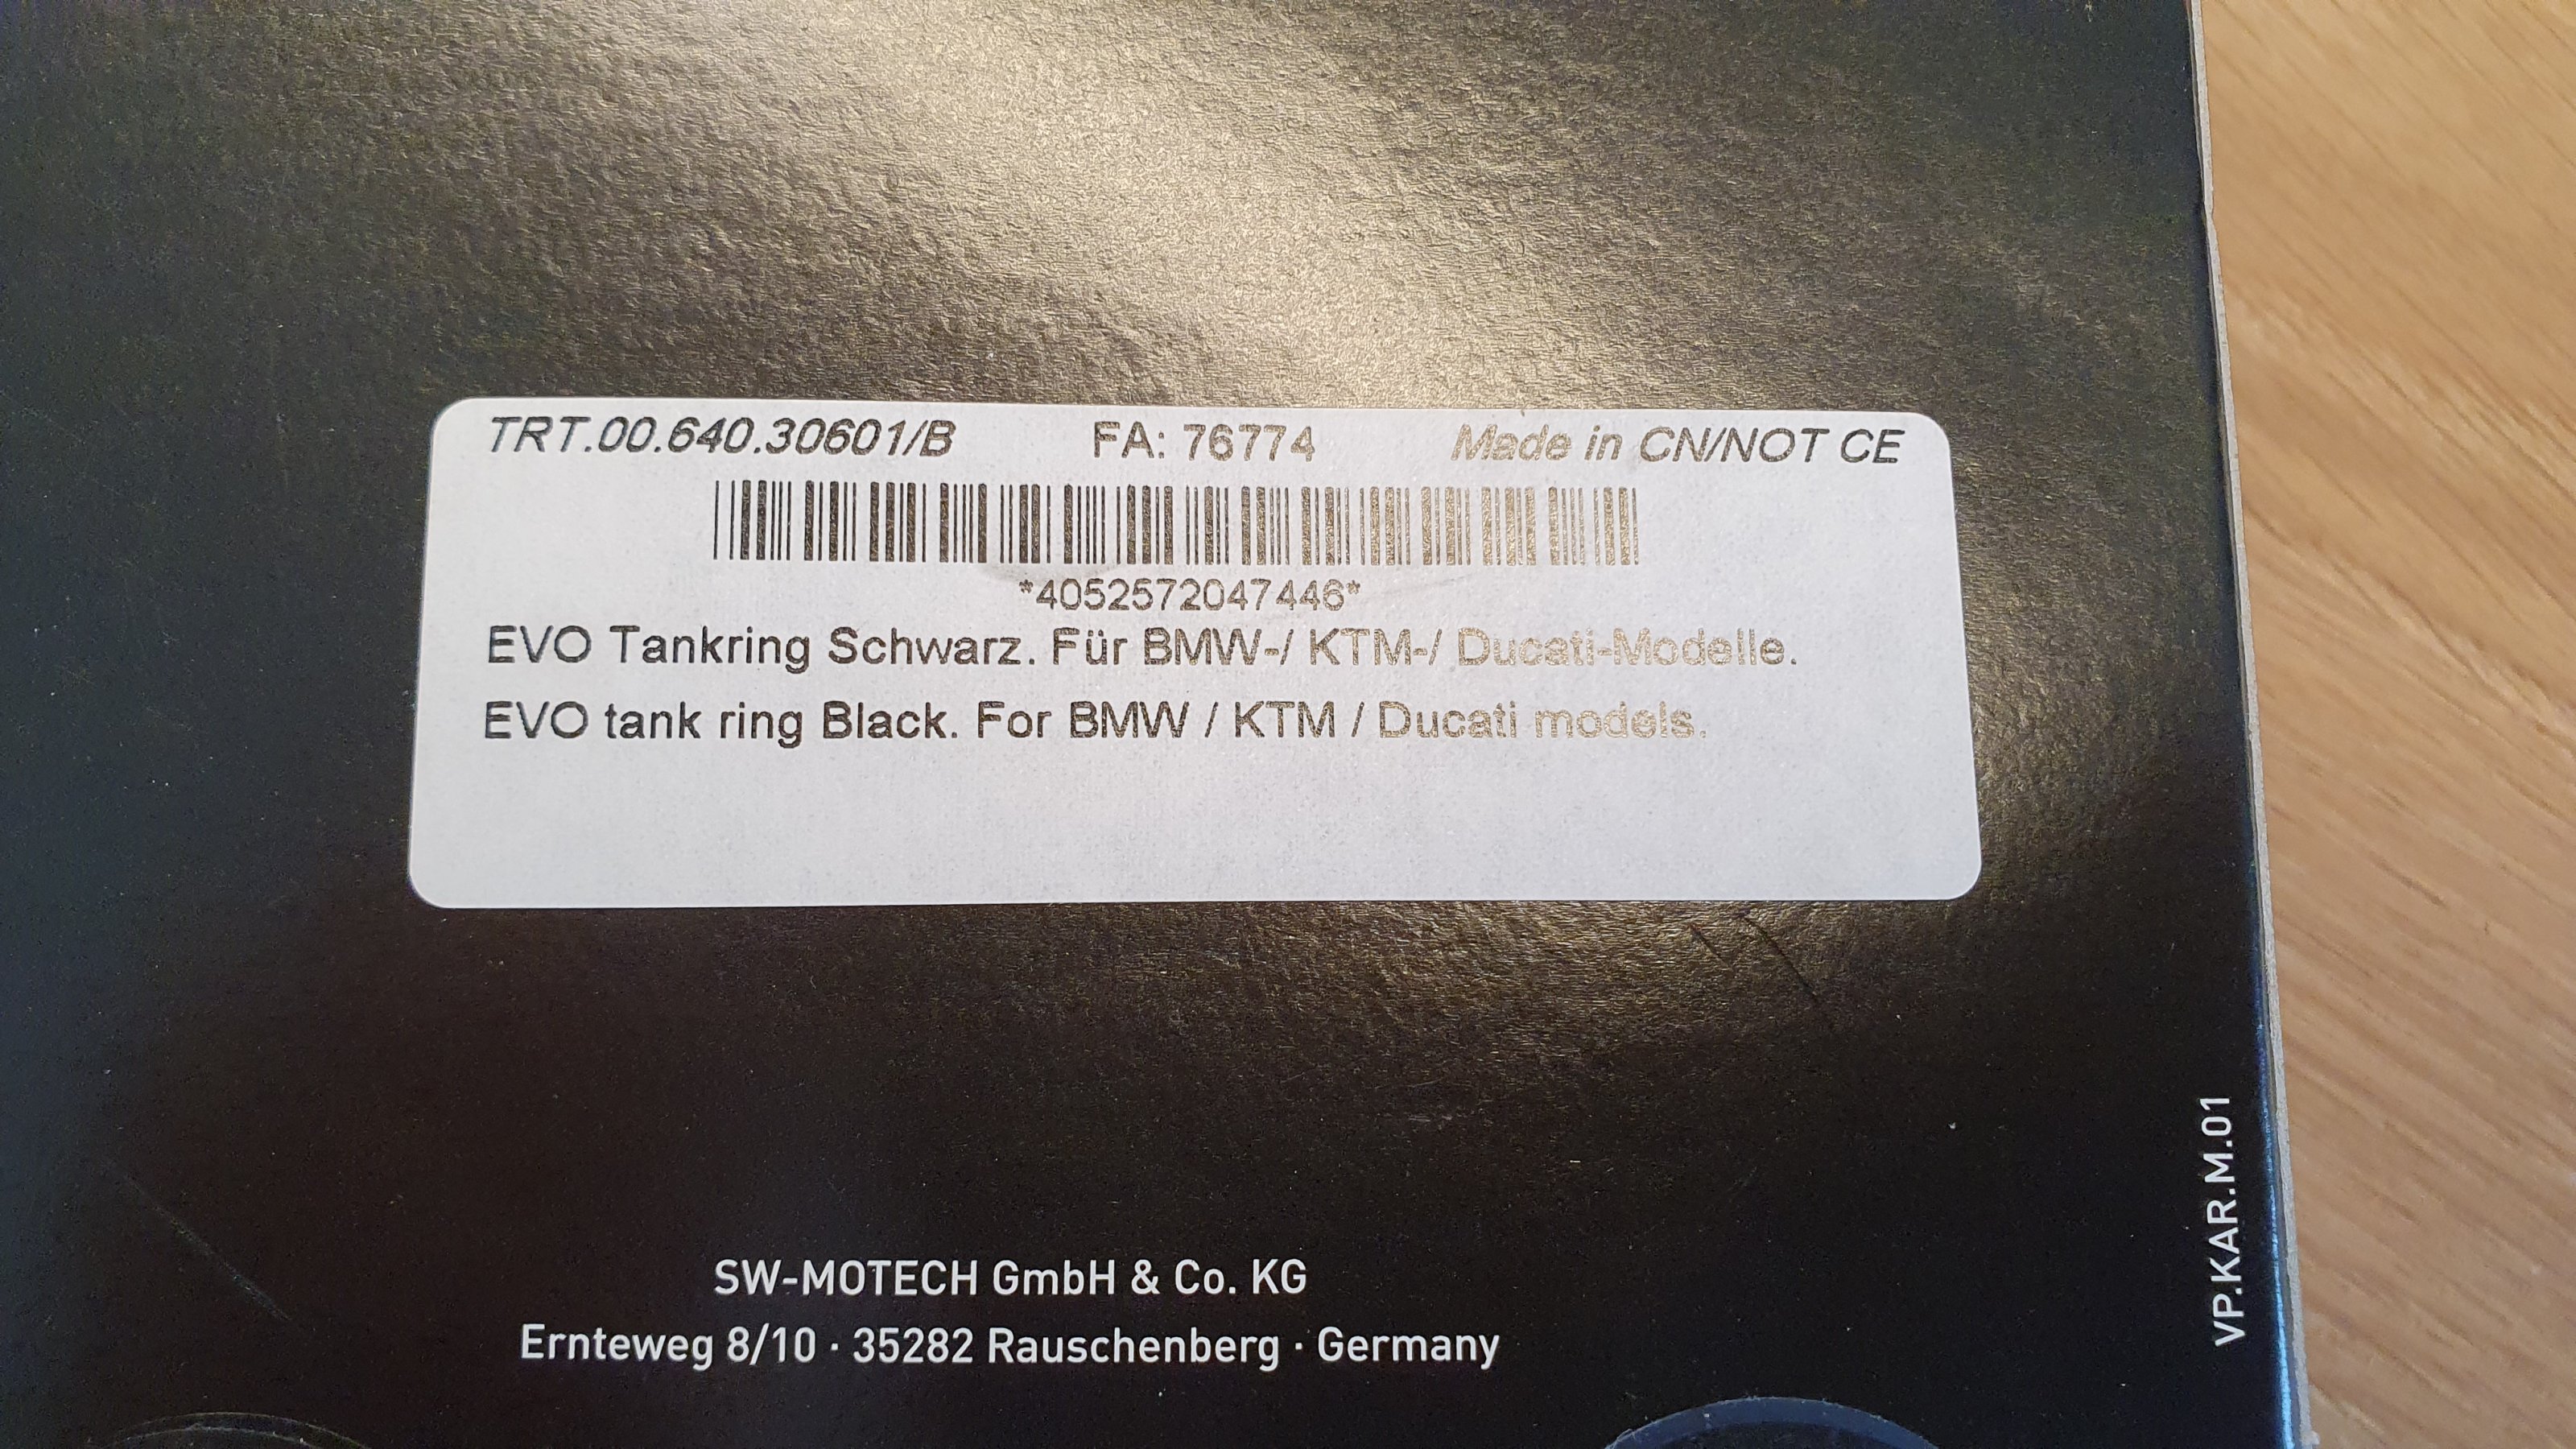 TRT.00.640.30601/B FA: 76774 Made in CN/NOT CE
*4052572047446*
EVO Tankring Schwarz. Für BMW-/ KTM-/ Ducati-Modelle.
EVO tank ring Black. For BMW / KTM / Ducati models.
SW-MOTECH GmbH & Co. KG
Ernteweg 8/10 · 35282 Rauschenberg · Germany
VP.KAR.M.01